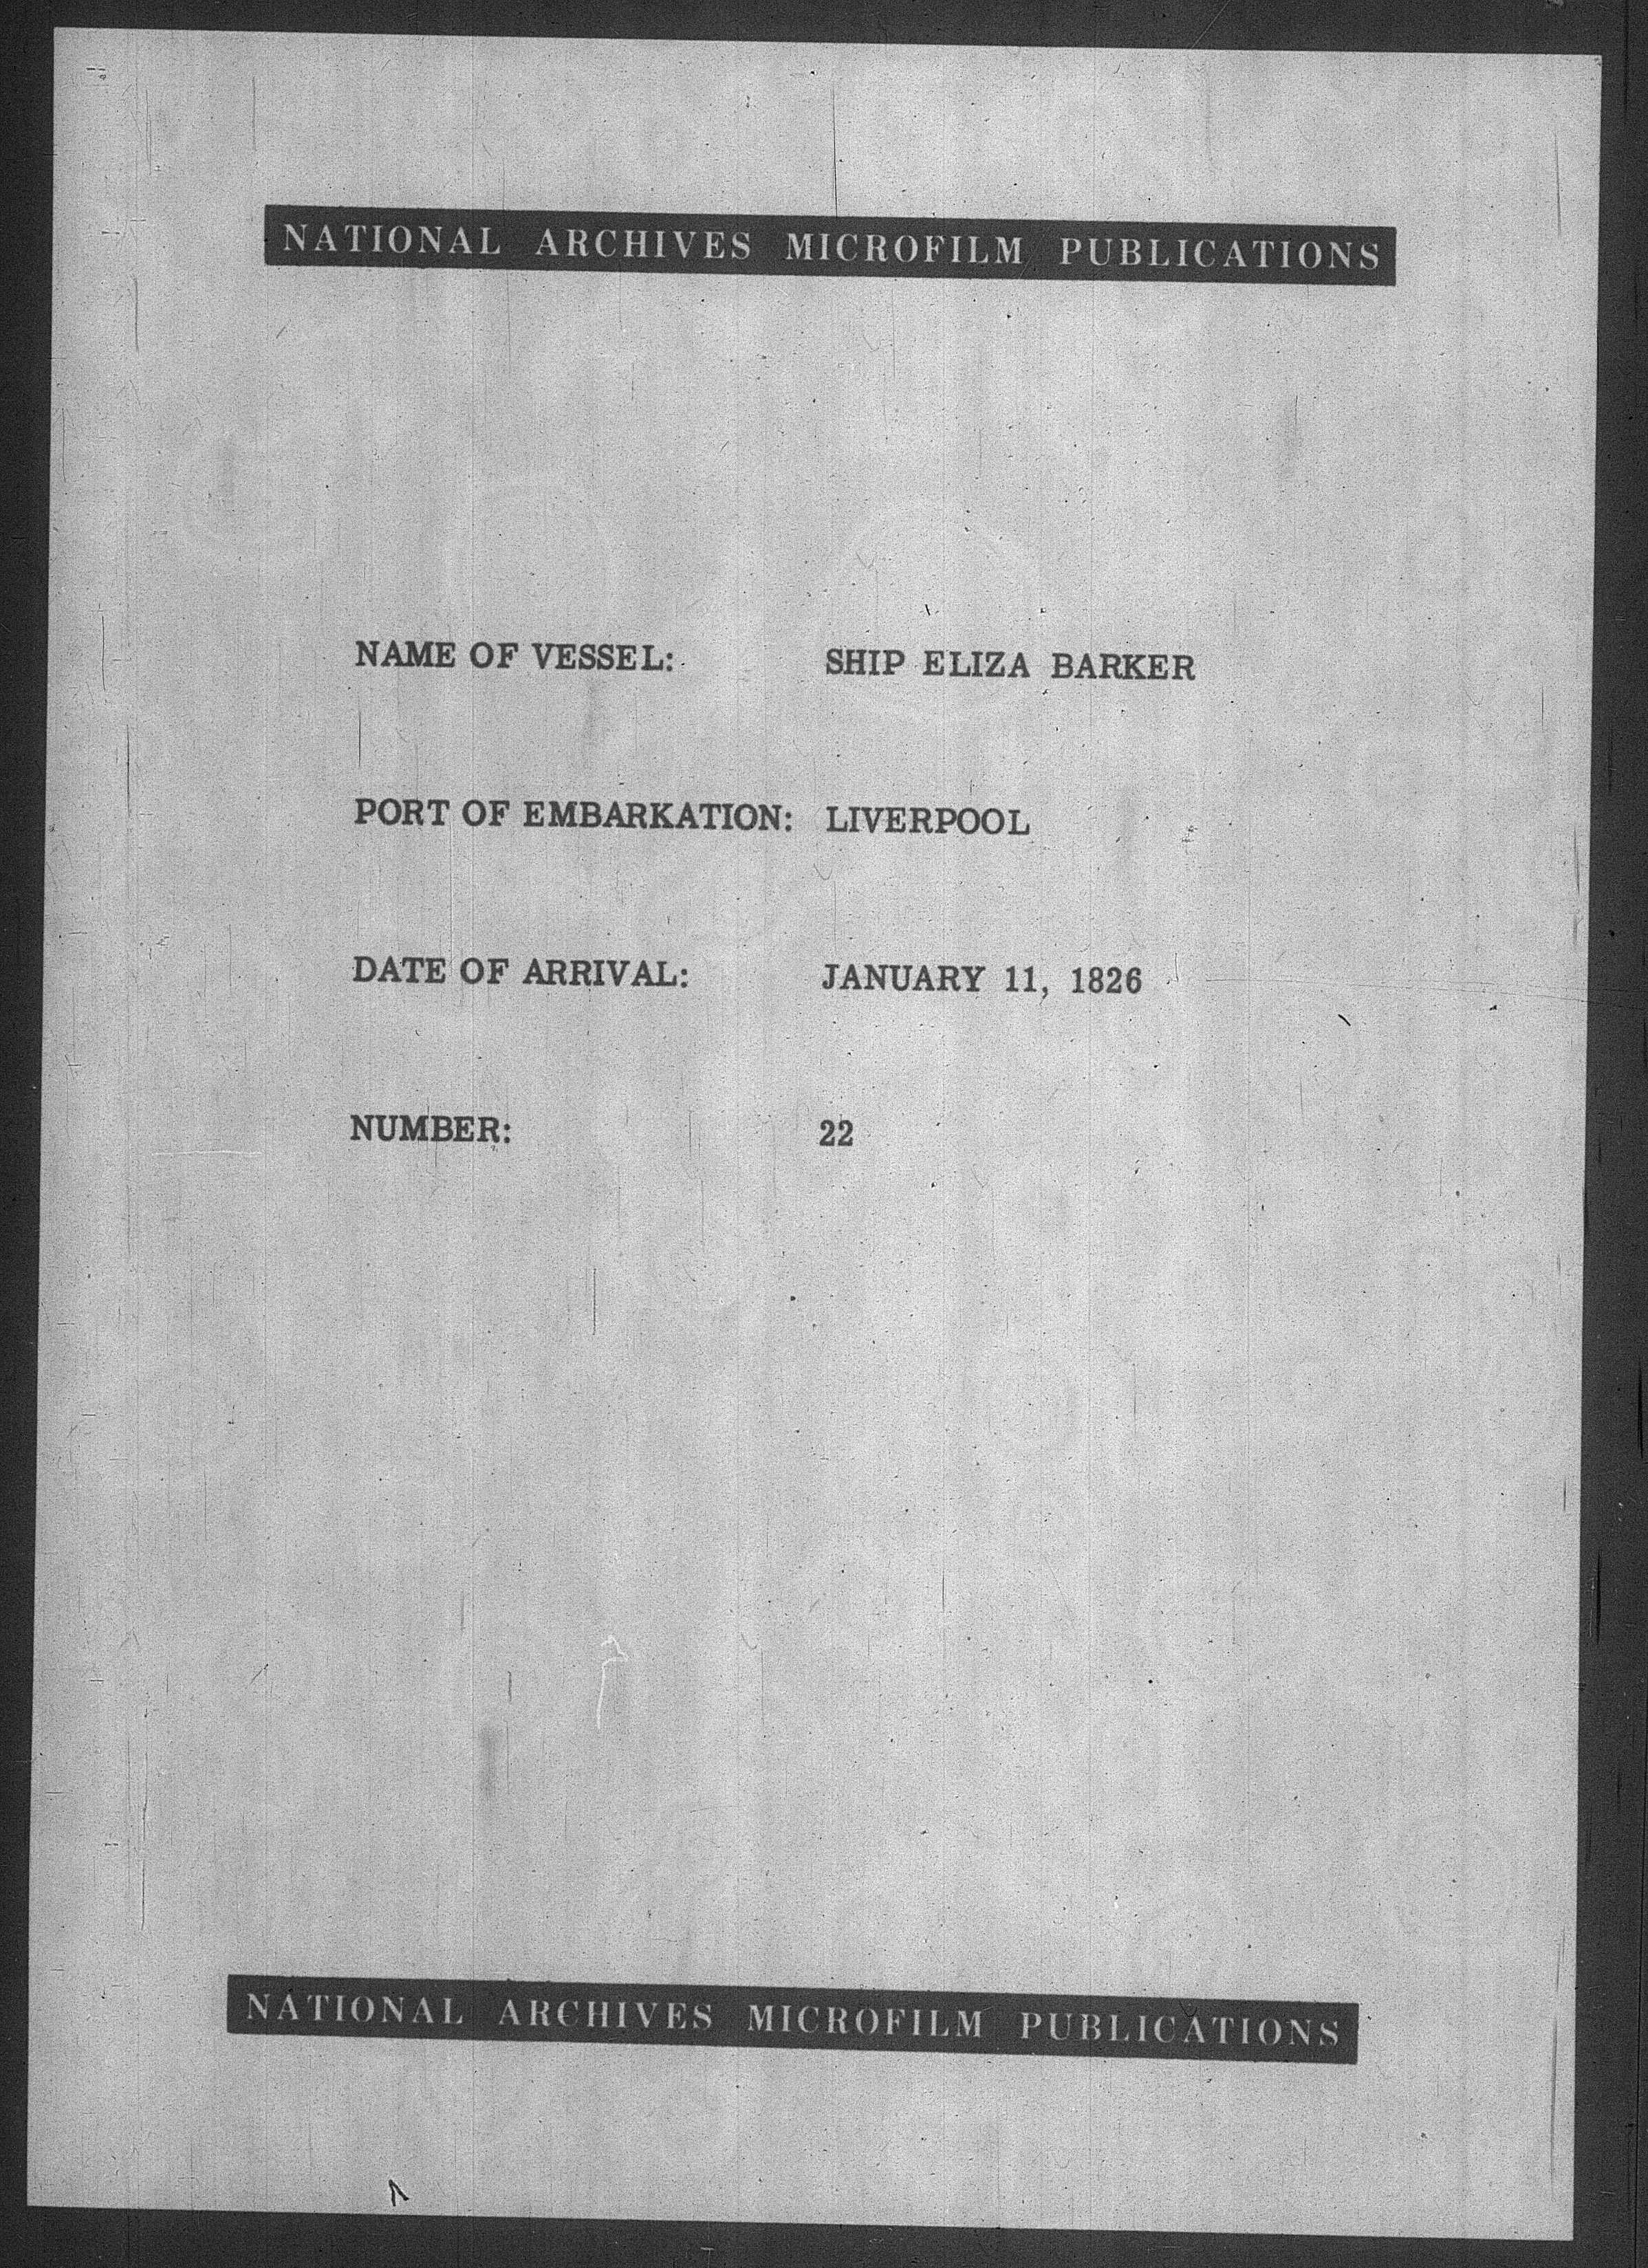 NATIONAL ARCHIVES MICROFILM PUBLICATIONS
NAME OF VESSEL: SHIP ELIZA BARKER
PORT OF EMBARKATION: LIVERPOOL
DATE OF ARRIVAL: JANUARY 11, 1826
NUMBER: 22
NATIONAL ARCHIVES MICROFILM PUBLICATIONS